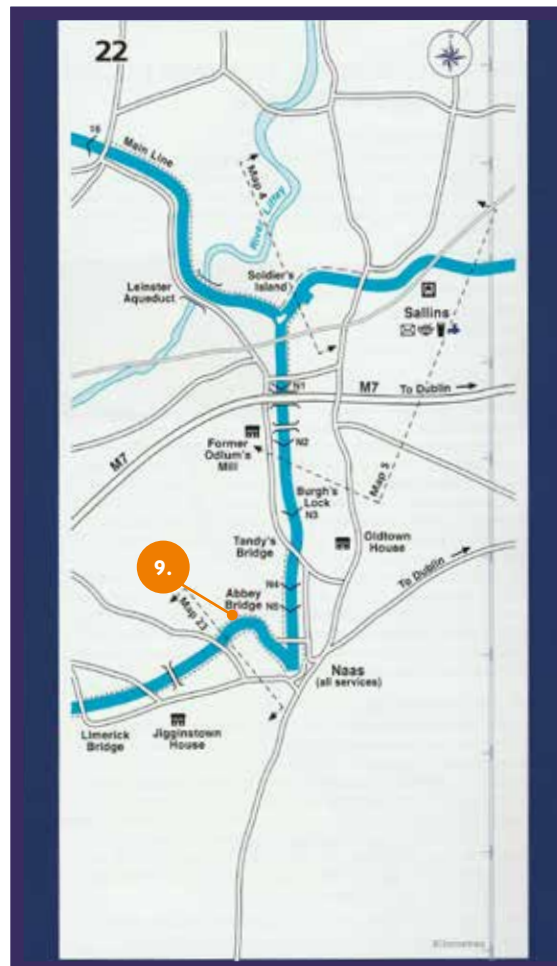 22
16
Main Line
Map 4
River Liffey
Soldier's
Island
Leinster
Aqueduct
Sallins
N1
M7
To Dublin
N2
Former
Odlum's
Mill
M7
Map 5
Burgh's
Lock
N3
Tandy's
Bridge
Oldtown
House
9.
N4
To Dublin
Abbey
Bridge
N5
Map 23
Naas
(all services)
Limerick
Bridge
Jigginstown
House
Kilometres